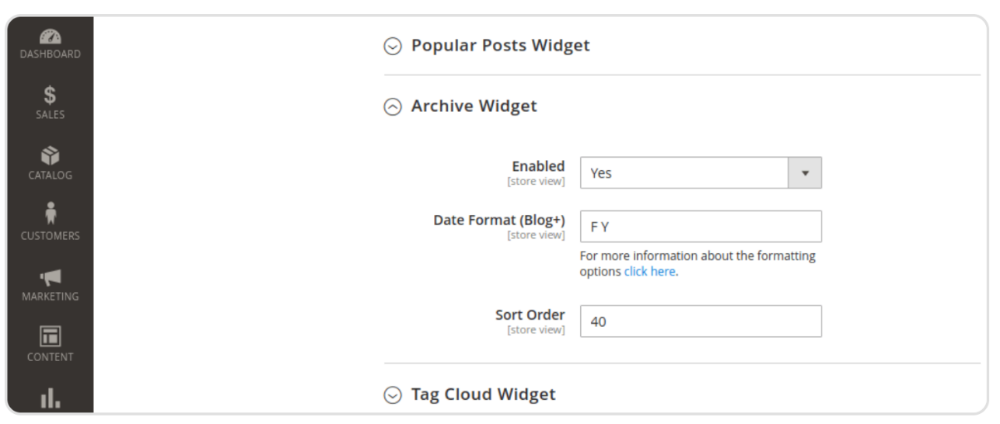 DASHBOARD
SALES
CATALOG
CUSTOMERS
MARKETING
CONTENT
Popular Posts Widget
Archive Widget
Enabled
[store view]
Yes
Date Format (Blog+)
[store view]
F Y
For more information about the formatting
options click here.
Sort Order
[store view]
40
Tag Cloud Widget